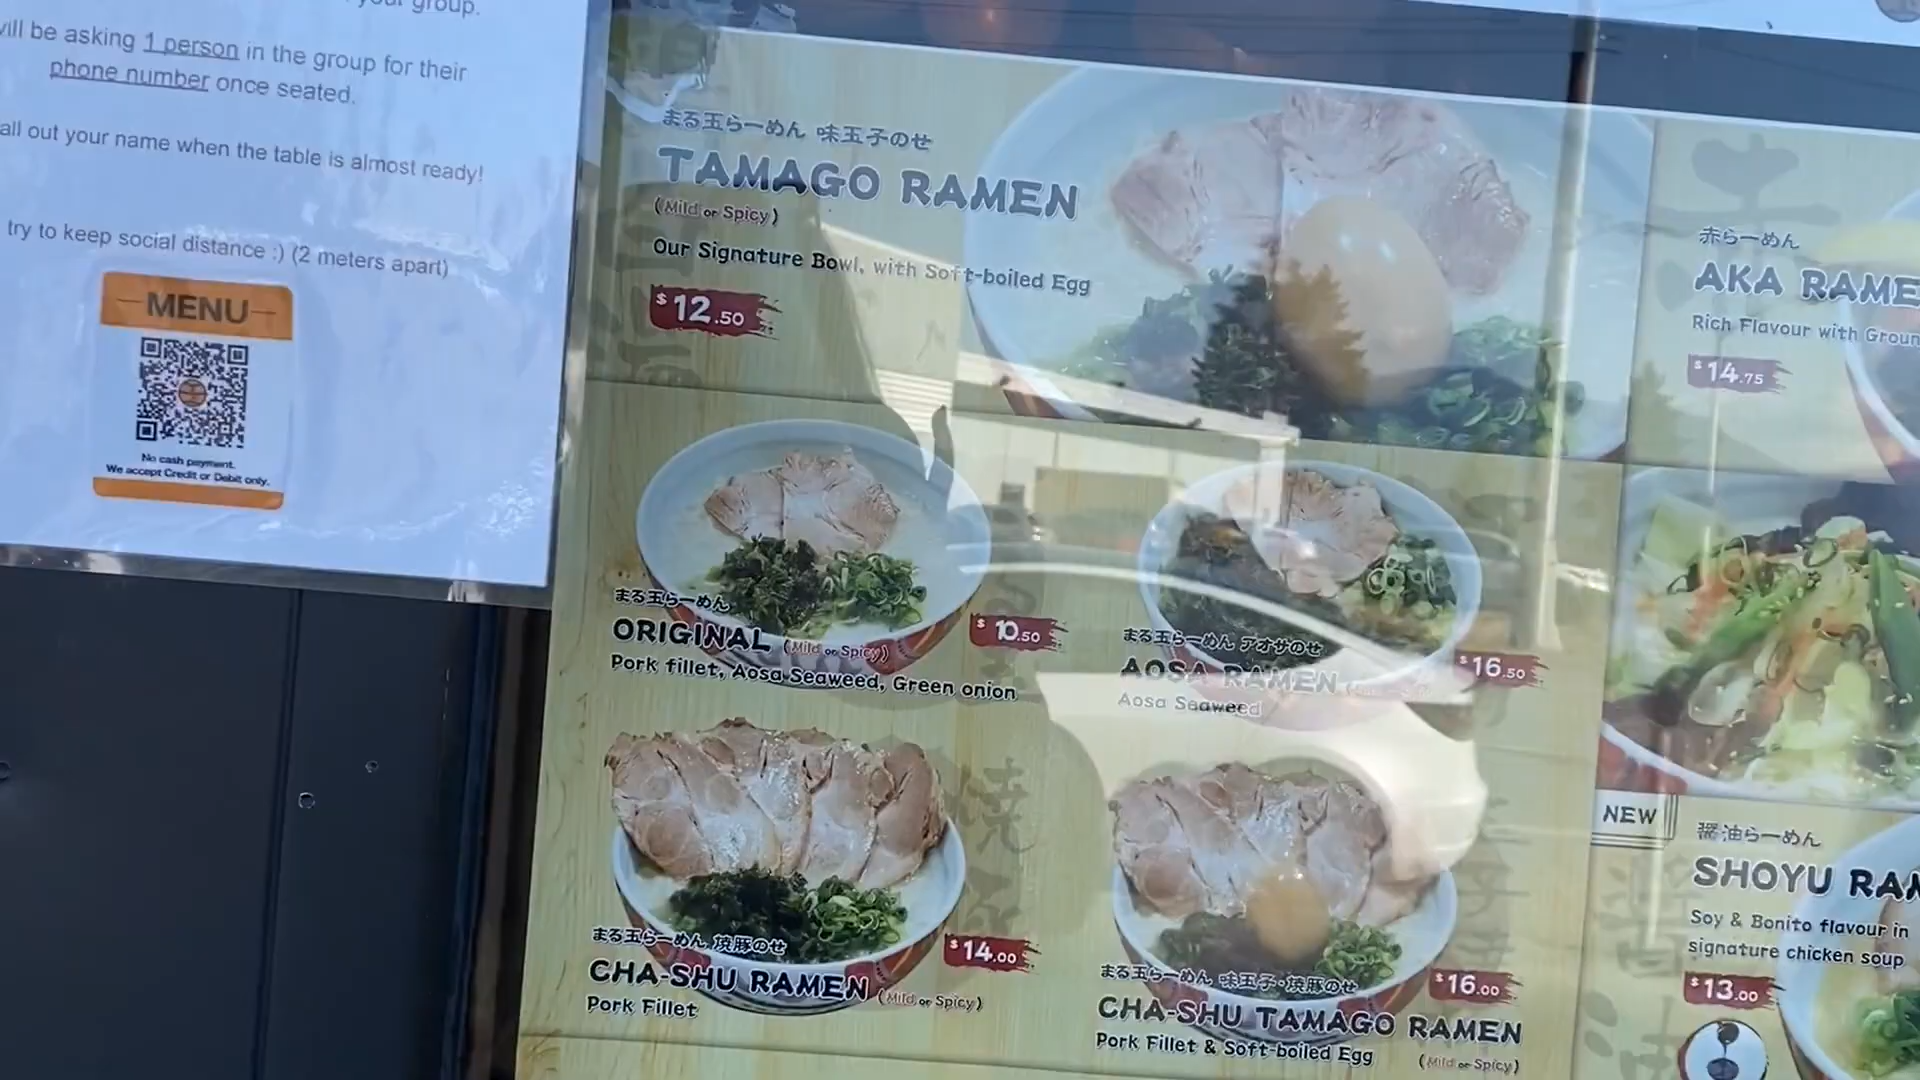 your group.
will be asking 1 person in the group for their
phone number once seated.
all out your name when the table is almost ready!
try to keep social distance :) (2 meters apart)
MENU
No cash payment.
We accept Credit or Debit only.
まる玉らーめん 味玉子のせ
TAMAGO RAMEN
(Mild or Spicy)
Our Signature Bowl, with Soft-boiled Egg
$12.50
まる玉らーめん
ORIGINAL (Mild or Spicy)
Pork fillet, Aosa Seaweed, Green onion
$10.50
まる玉らーめん アオサのせ
AOSA RAMEN
Aosa Seaweed
$16.50
まる玉らーめん 焼豚のせ
CHA-SHU RAMEN (Mild or Spicy)
Pork Fillet
$14.00
まる玉らーめん 味玉子・焼豚のせ
CHA-SHU TAMAGO RAMEN
Pork Fillet & Soft-boiled Egg (Mild or Spicy)
$16.00
赤らーめん
AKA RAME
Rich Flavour with Groun
$14.75
NEW
醤油らーめん
SHOYU RAM
Soy & Bonito flavour in
signature chicken soup
$13.00